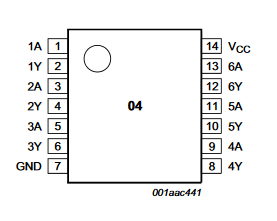 1A 1 14 VCC
1Y 2 13 6A
2A 3 12 6Y
2Y 4 04 11 5A
3A 5 10 5Y
3Y 6 9 4A
GND 7 8 4Y
001aac441